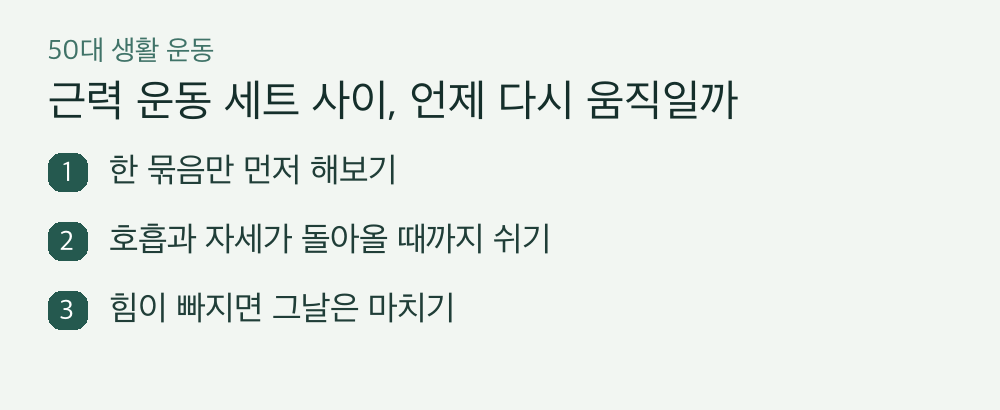 50대 생활 운동
근력 운동 세트 사이, 언제 다시 움직일까
1 한 묶음만 먼저 해보기
2 호흡과 자세가 돌아올 때까지 쉬기
3 힘이 빠지면 그날은 마치기